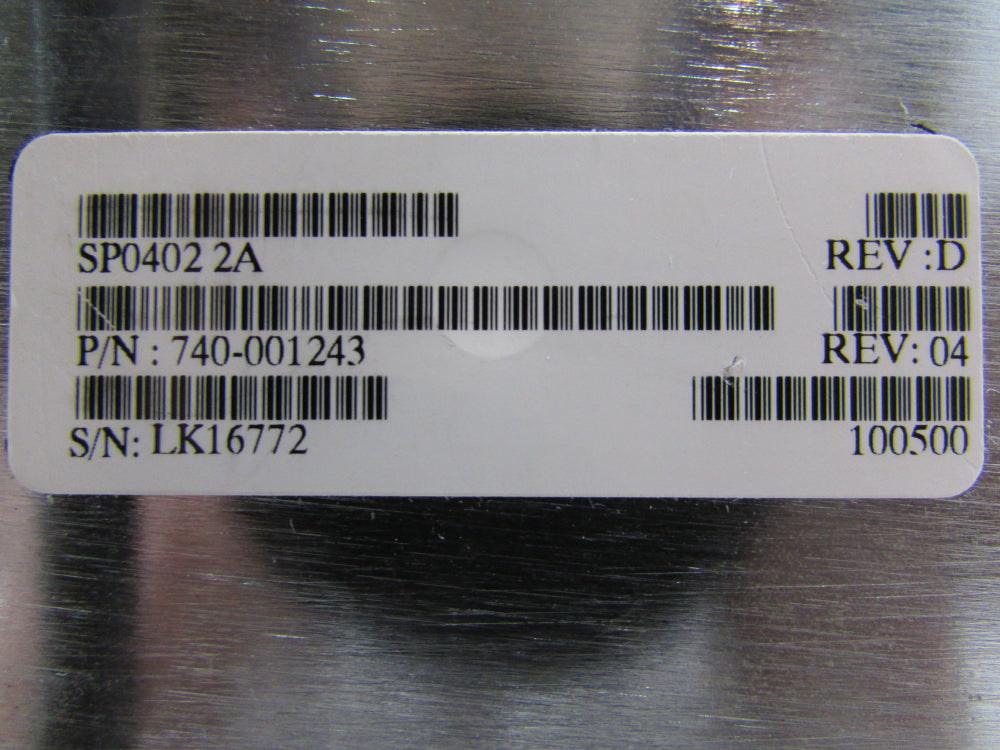 SP0402 2A REV :D
P/N : 740-001243 REV: 04
S/N: LK16772 100500